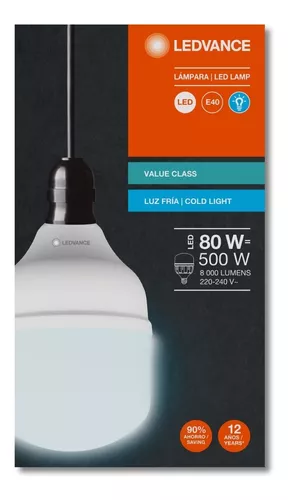 LEDVANCE
LÁMPARA | LED LAMP
LED
E40
VALUE CLASS
LUZ FRÍA | COLD LIGHT
LEDVANCE
LED
80 W=
500 W
8 000 LUMENS
220-240 V~
90%
AHORRO /
SAVING
12
AÑOS /
YEARS*